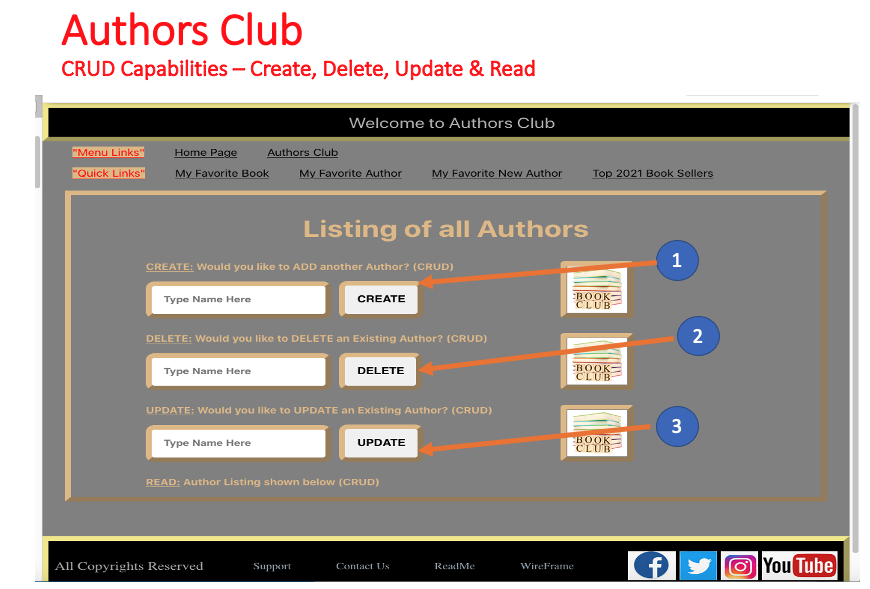 Authors Club
CRUD Capabilities – Create, Delete, Update & Read
Welcome to Authors Club
"Menu Links" Home Page Authors Club
"Quick Links" My Favorite Book My Favorite Author My Favorite New Author Top 2021 Book Sellers
Listing of all Authors
CREATE: Would you like to ADD another Author? (CRUD)
1
Type Name Here CREATE
BOOK
CLUB
DELETE: Would you like to DELETE an Existing Author? (CRUD)
2
Type Name Here DELETE
BOOK
CLUB
UPDATE: Would you like to UPDATE an Existing Author? (CRUD)
3
Type Name Here UPDATE
BOOK
CLUB
READ: Author Listing shown below (CRUD)
All Copyrights Reserved Support Contact Us ReadMe WireFrame f YouTube